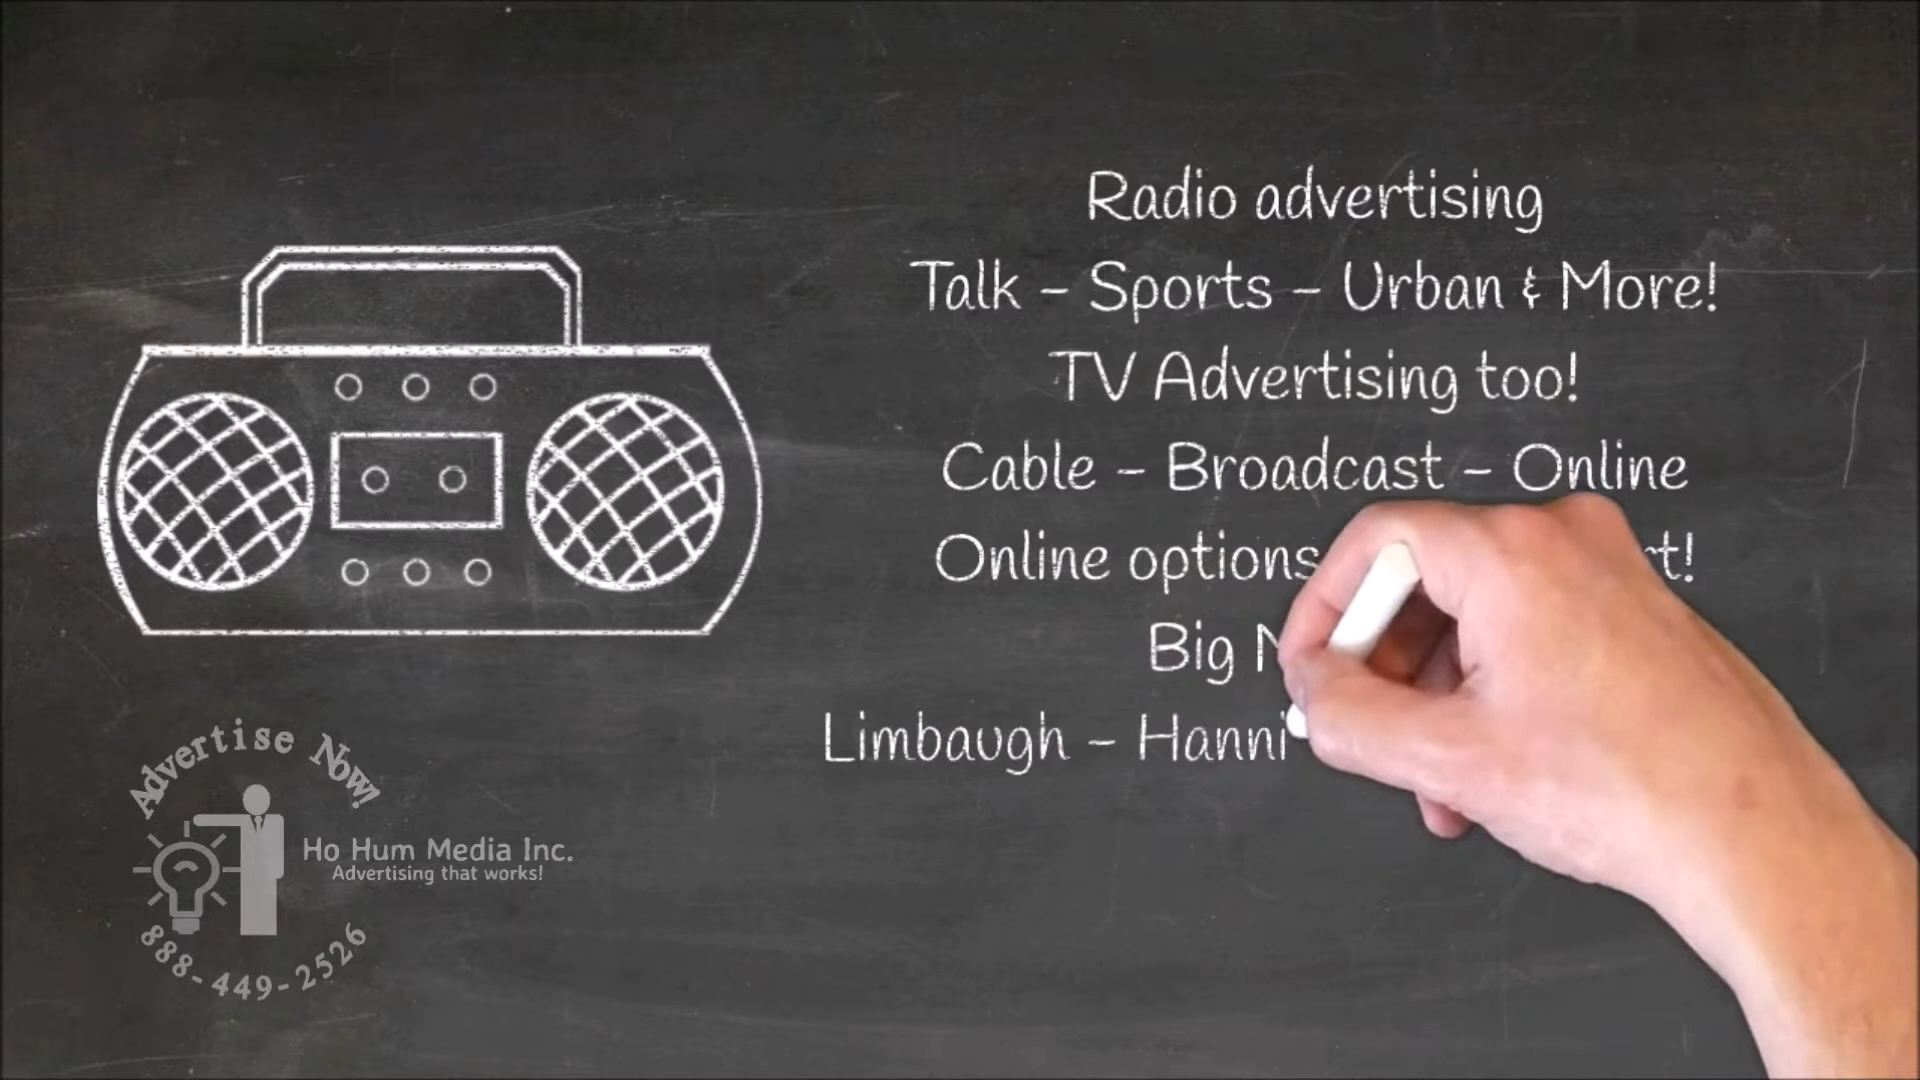 Radio advertising
Talk - Sports - Urban & More!
TV Advertising too!
Cable - Broadcast - Online
Online options
Big
Limbaugh - Hanni
Advertise Now!
Ho Hum Media Inc.
Advertising that works!
888-449-2526